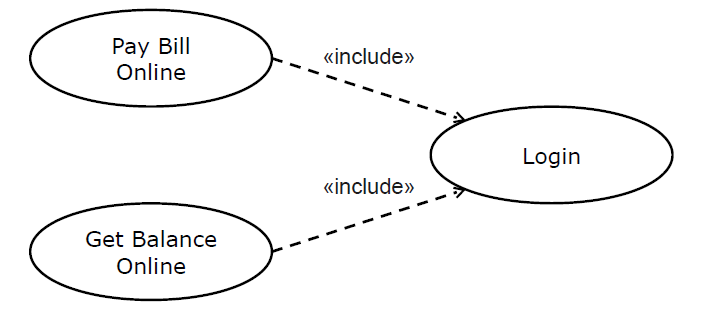 Pay Bill
Online
«include»
Login
«include»
Get Balance
Online